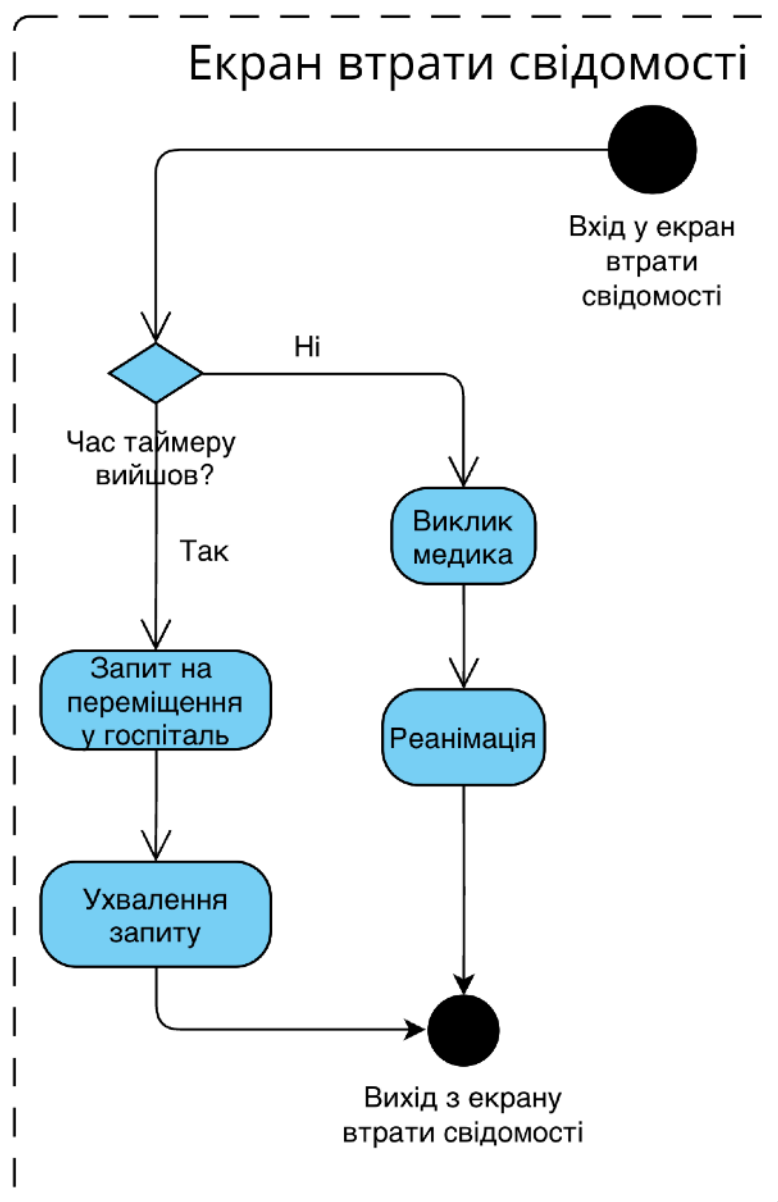 Екран втрати свідомості
Вхід у екран
втрати
свідомості
Ні
Час таймеру
вийшов?
Так
Виклик
медика
Запит на
переміщення
у госпіталь
Реанімація
Ухвалення
запиту
Вихід з екрану
втрати свідомості